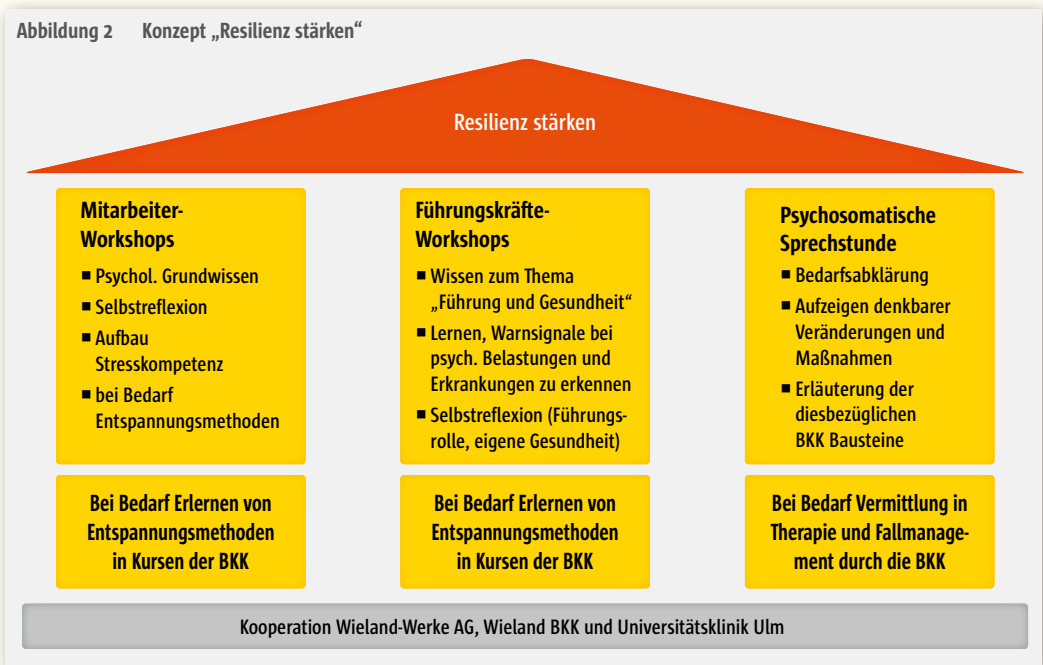 Abbildung 2 Konzept „Resilienz stärken“
Resilienz stärken
Mitarbeiter-
Workshops
■ Psychol. Grundwissen
■ Selbstreflexion
■ Aufbau
Stresskompetenz
■ bei Bedarf
Entspannungsmethoden
Bei Bedarf Erlernen von
Entspannungsmethoden
in Kursen der BKK
Führungskräfte-
Workshops
■ Wissen zum Thema
„Führung und Gesundheit“
■ Lernen, Warnsignale bei
psych. Belastungen und
Erkrankungen zu erkennen
■ Selbstreflexion (Führungs-
rolle, eigene Gesundheit)
Bei Bedarf Erlernen von
Entspannungsmethoden
in Kursen der BKK
Psychosomatische
Sprechstunde
■ Bedarfsabklärung
■ Aufzeigen denkbarer
Veränderungen und
Maßnahmen
■ Erläuterung der
diesbezüglichen
BKK Bausteine
Bei Bedarf Vermittlung in
Therapie und Fallmanage-
ment durch die BKK
Kooperation Wieland-Werke AG, Wieland BKK und Universitätsklinik Ulm